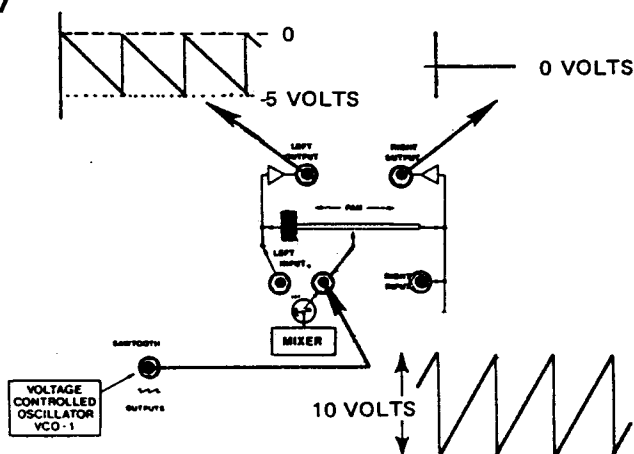 0
-5 VOLTS
0 VOLTS
LEFT
OUTPUT
RIGHT
OUTPUT
PAN
LEFT
INPUT
RIGHT
INPUT
MIXER
SAWTOOTH
OUTPUTS
VOLTAGE
CONTROLLED
OSCILLATOR
VCO-1
10 VOLTS